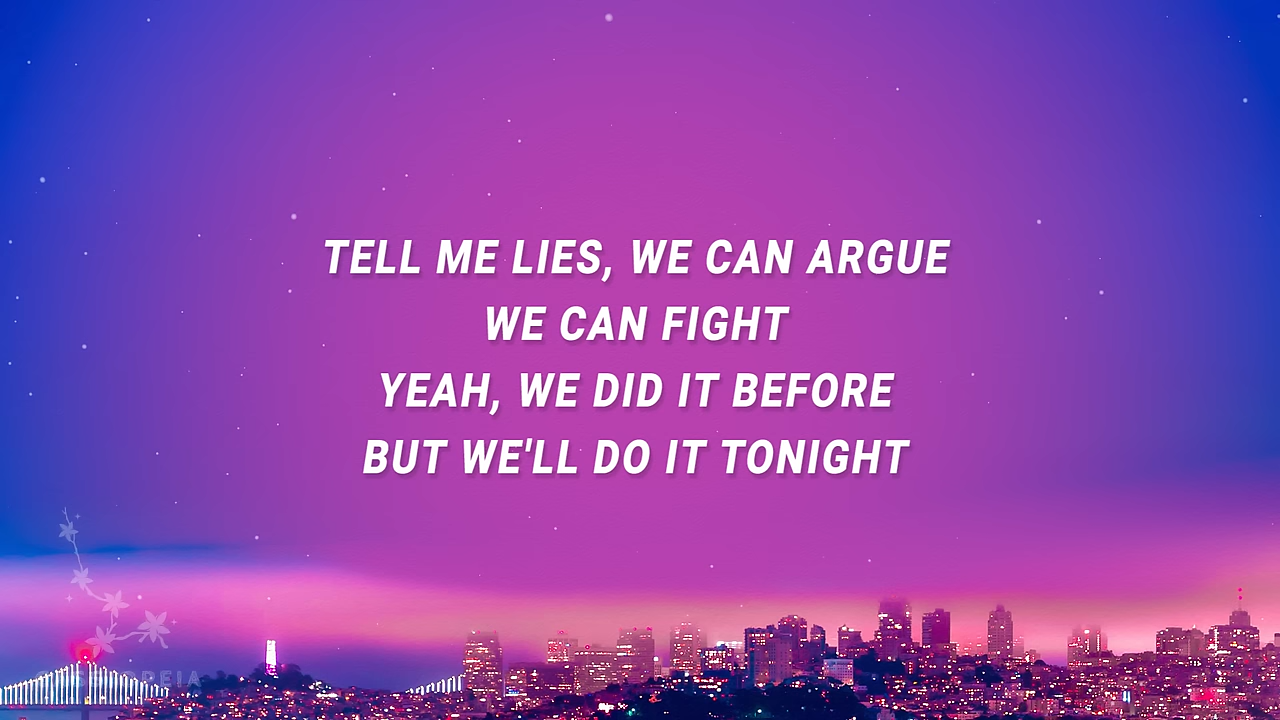 TELL ME LIES, WE CAN ARGUE
WE CAN FIGHT
YEAH, WE DID IT BEFORE
BUT WE'LL DO IT TONIGHT